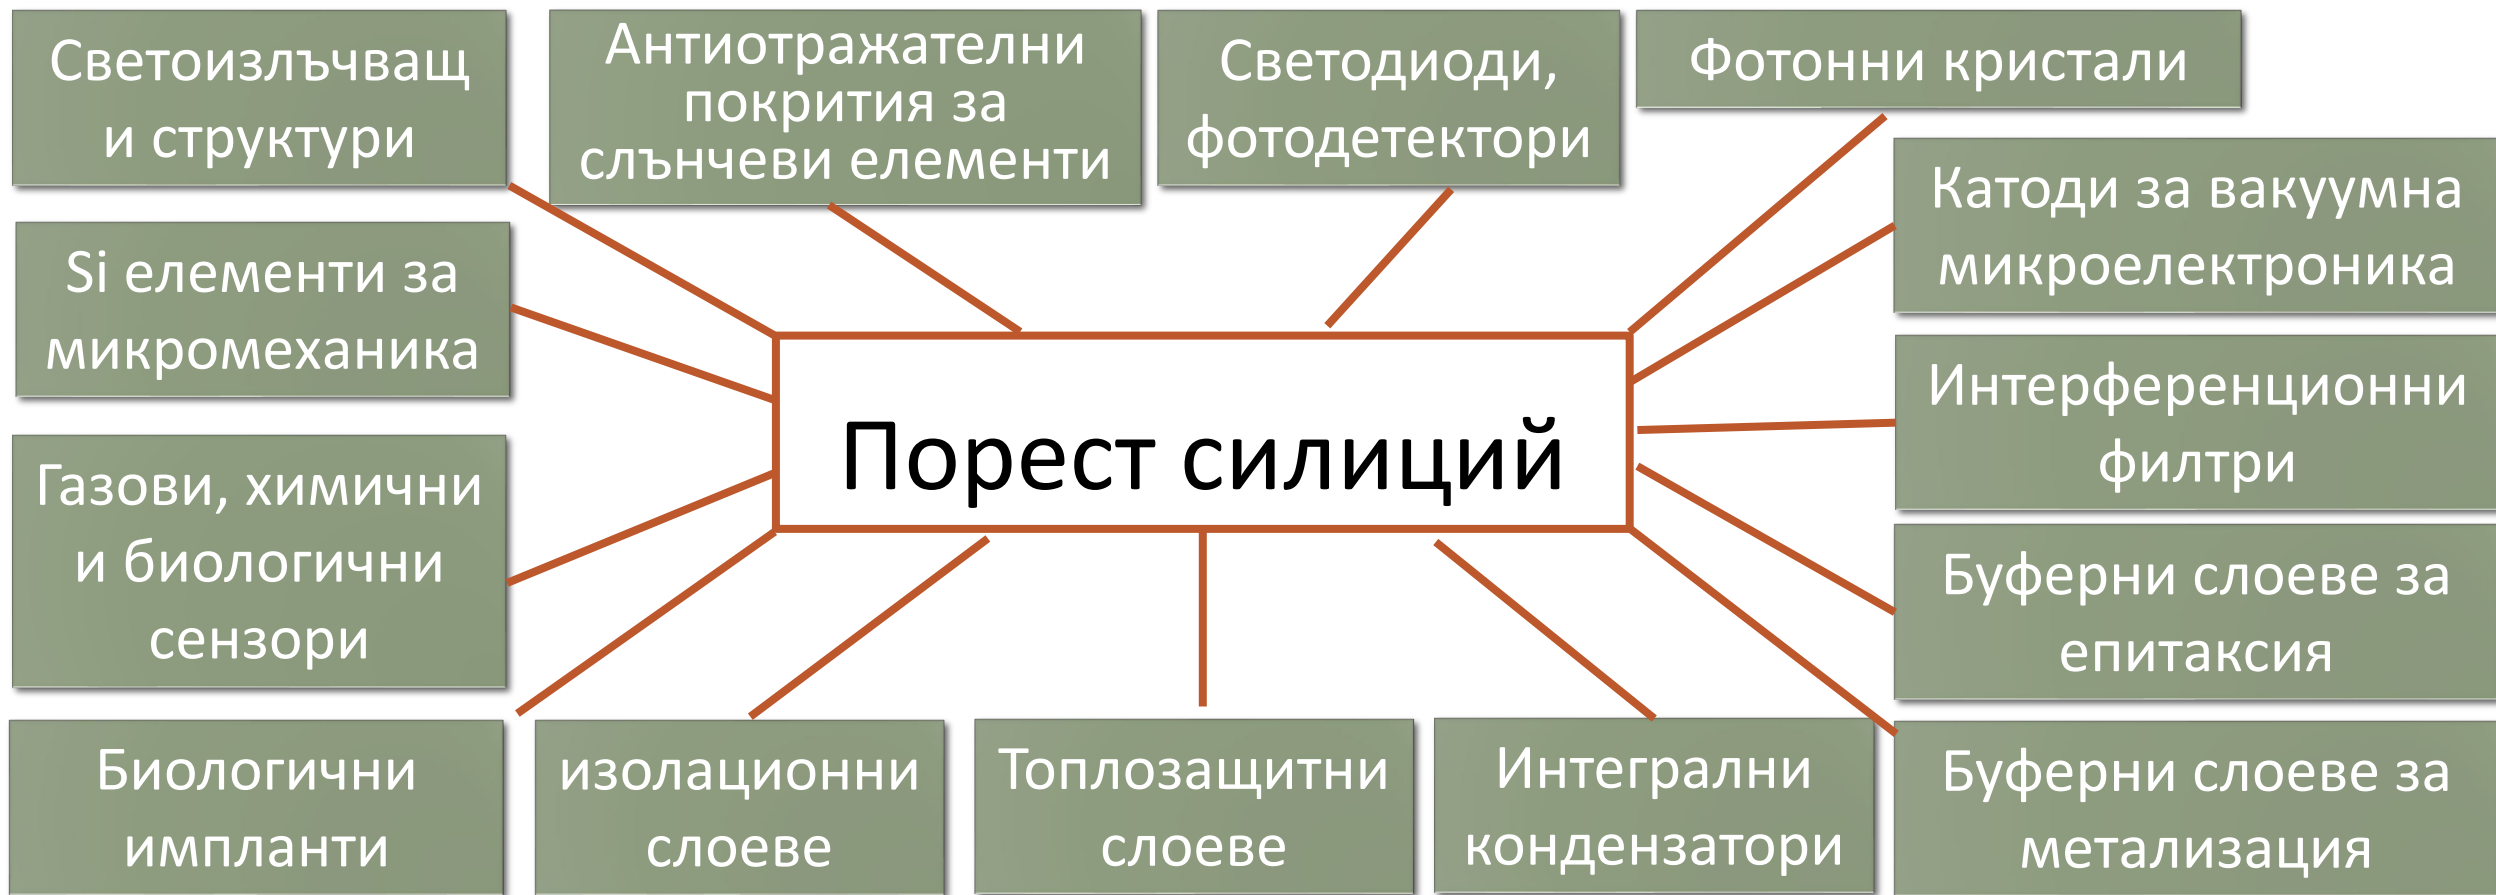 Светоизлъчващ
и структури
Антиотражателни
покрития за
слънчеви елементи
Светодиоди,
фотодетектори
Фотонни кристали
Катоди за вакуумна
микроелектроника
Si елементи за
микромеханика
Интерференционни
филтри
Порест силиций
Газови, химични
и биологични
сензори
Буферни слоеве за
епитаксия
Биологични
импланти
изолационни
слоеве
Топлозащитни
слоеве
Интегрални
кондензатори
Буферни слоеве за
метализация